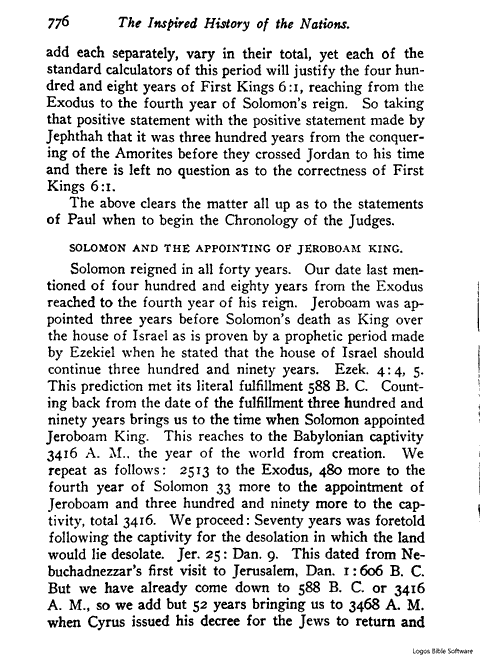 776 The Inspired History of the Nations.
add each separately, vary in their total, yet each of the
standard calculators of this period will justify the four hun-
dred and eight years of First Kings 6:1, reaching from the
Exodus to the fourth year of Solomon's reign. So taking
that positive statement with the positive statement made by
Jephthah that it was three hundred years from the conquer-
ing of the Amorites before they crossed Jordan to his time
and there is left no question as to the correctness of First
Kings 6:1.
The above clears the matter all up as to the statements
of Paul when to begin the Chronology of the Judges.
SOLOMON AND THE APPOINTING OF JEROBOAM KING.
Solomon reigned in all forty years. Our date last men-
tioned of four hundred and eighty years from the Exodus
reached to the fourth year of his reign. Jeroboam was ap-
pointed three years before Solomon's death as King over
the house of Israel as is proven by a prophetic period made
by Ezekiel when he stated that the house of Israel should
continue three hundred and ninety years. Ezek. 4:4, 5.
This prediction met its literal fulfillment 588 B. C. Count-
ing back from the date of the fulfillment three hundred and
ninety years brings us to the time when Solomon appointed
Jeroboam King. This reaches to the Babylonian captivity
3416 A. M.. the year of the world from creation. We
repeat as follows: 2513 to the Exodus, 480 more to the
fourth year of Solomon 33 more to the appointment of
Jeroboam and three hundred and ninety more to the cap-
tivity, total 3416. We proceed: Seventy years was foretold
following the captivity for the desolation in which the land
would lie desolate. Jer. 25: Dan. 9. This dated from Ne-
buchadnezzar's first visit to Jerusalem, Dan. 1:606 B. C.
But we have already come down to 588 B. C. or 3416
A. M., so we add but 52 years bringing us to 3468 A. M.
when Cyrus issued his decree for the Jews to return and
Logos Bible Software